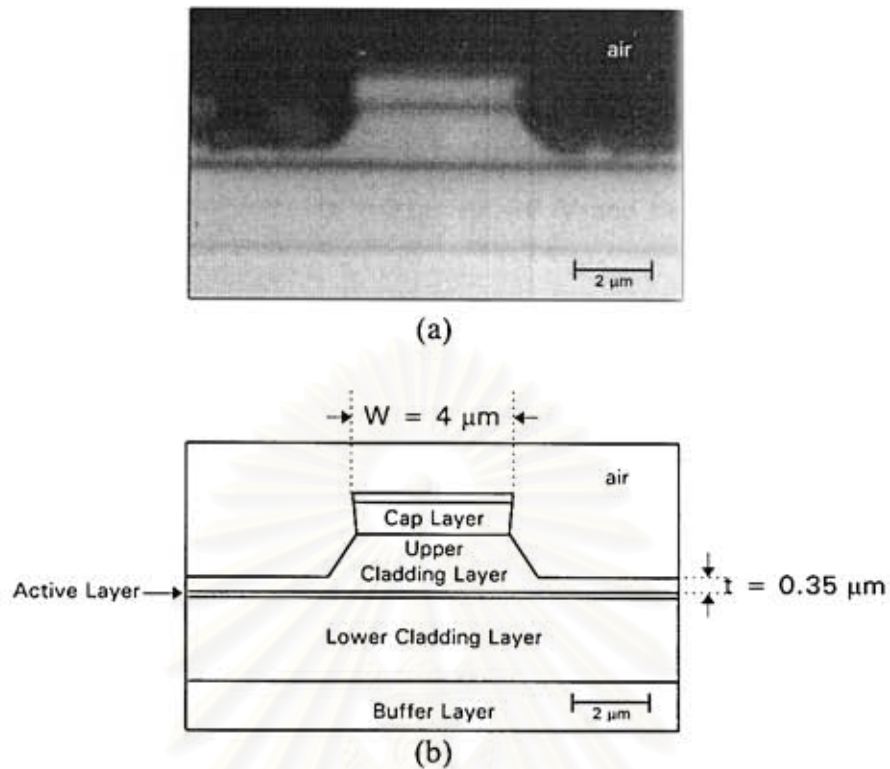 air
2 µm
(a)
W = 4 µm
air
Cap Layer
Upper
Cladding Layer
Active Layer
t = 0.35 µm
Lower Cladding Layer
Buffer Layer
2 µm
(b)